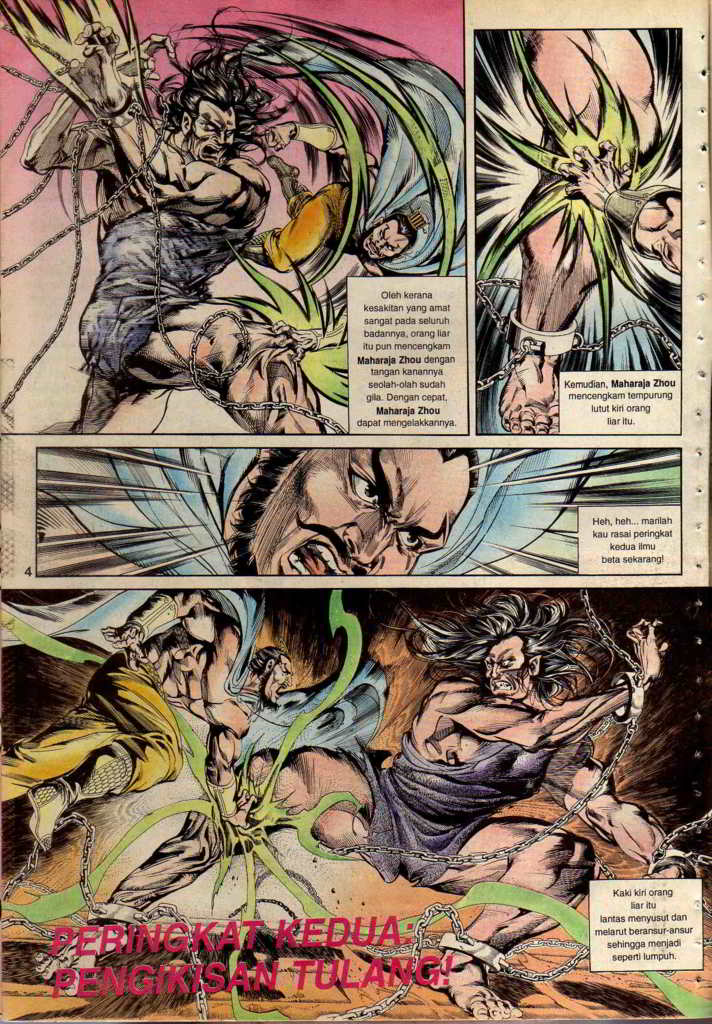 Oleh kerana
kesakitan yang amat
sangat pada seluruh
badannya, orang liar
itu pun mencengkam
Maharaja Zhou dengan
tangan kanannya
seolah-olah sudah
gila. Dengan cepat,
Maharaja Zhou
dapat mengelakkannya.
Kemudian, Maharaja Zhou
mencengkam tempurung
lutut kiri orang
liar itu.
Heh, heh... marilah
kau rasai peringkat
kedua ilmu
beta sekarang!
4
Kaki kiri orang
liar itu
lantas menyusut dan
melarut beransur-ansur
sehingga menjadi
seperti lumpuh.
PERINGKAT KEDUA:
PENGIKISAN TULANG!